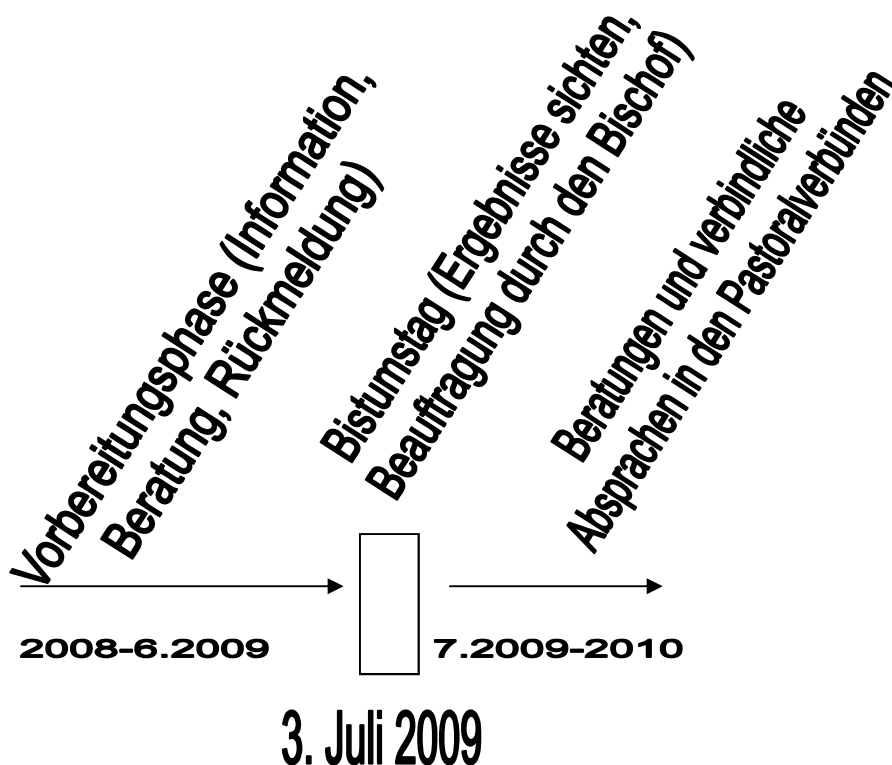 Vorbereitungsphase (Information,
Beratung, Rückmeldung)
Bistumstag (Ergebnisse sichten,
Beauftragung durch den Bischof)
Beratungen und verbindliche
Absprachen in den Pastoralverbünden
2008-6.2009
7.2009-2010
3. Juli 2009